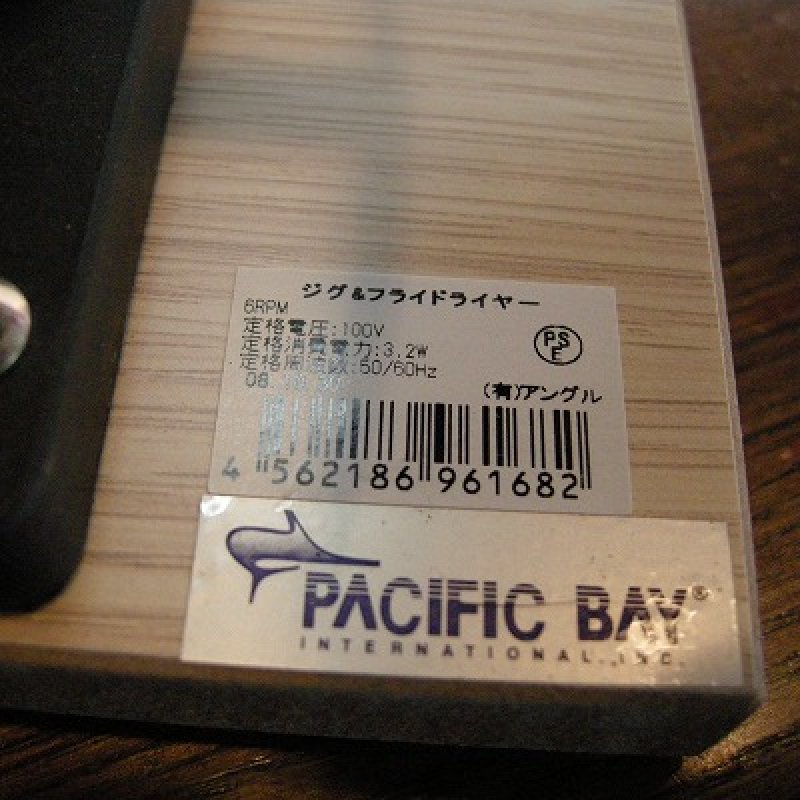 ジグ&フライドライヤー
6RPM
定格電圧:100V
定格消費電力:3.2W
定格周波数:50/60Hz
08
PSE
(有)アングル
4 562186 961682
PACIFIC BAY®
INTERNATIONAL, INC.